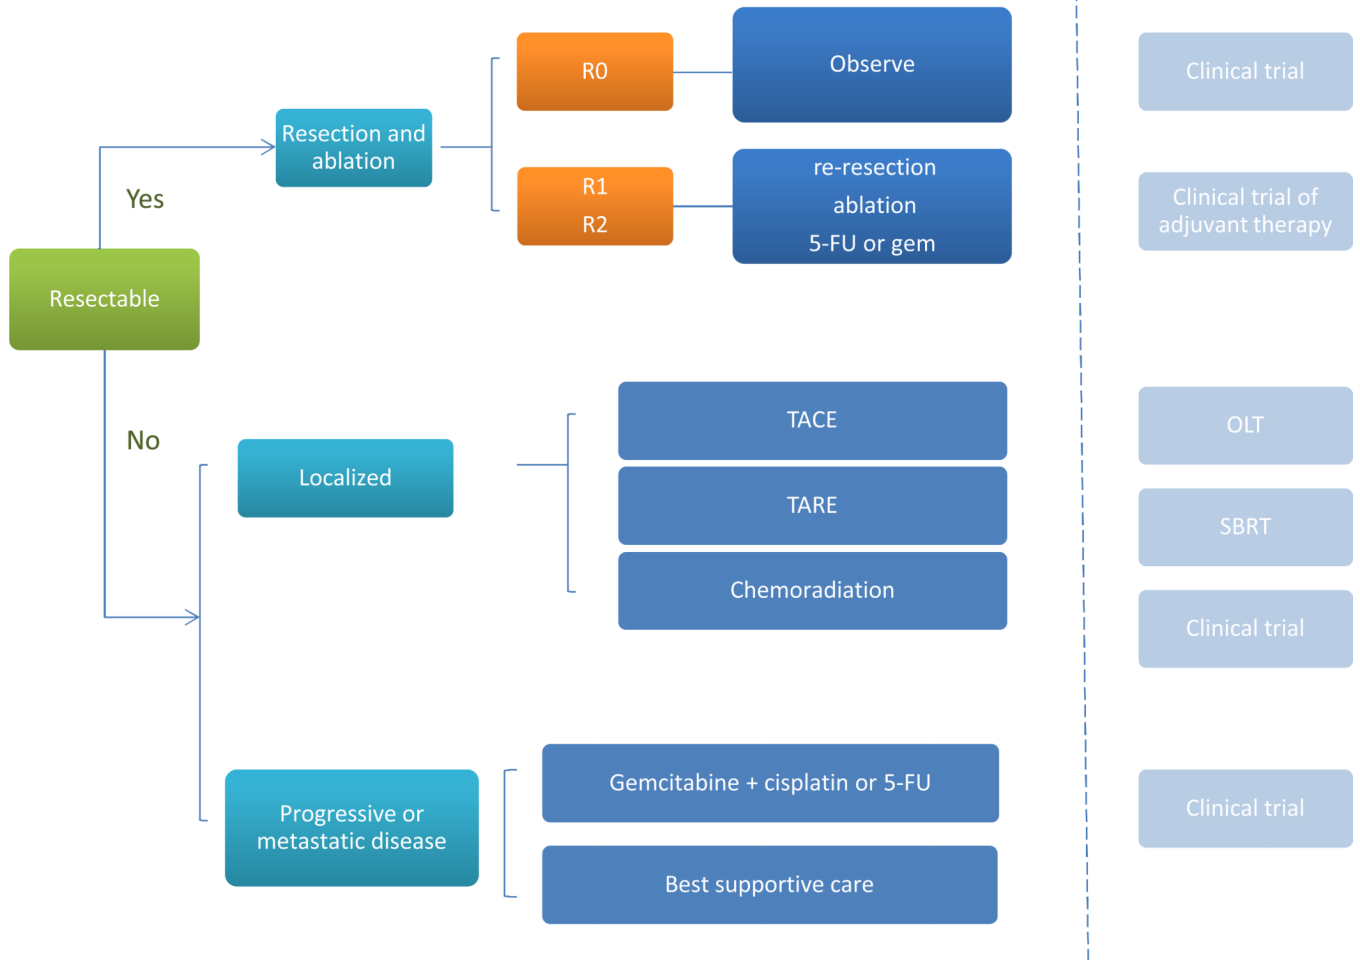 R0
Observe
Clinical trial
Resection and
ablation
R1
R2
re-resection
ablation
5-FU or gem
Clinical trial of
adjuvant therapy
Yes
Resectable
No
Localized
TACE
TARE
Chemoradiation
OLT
SBRT
Clinical trial
Progressive or
metastatic disease
Gemcitabine + cisplatin or 5-FU
Best supportive care
Clinical trial